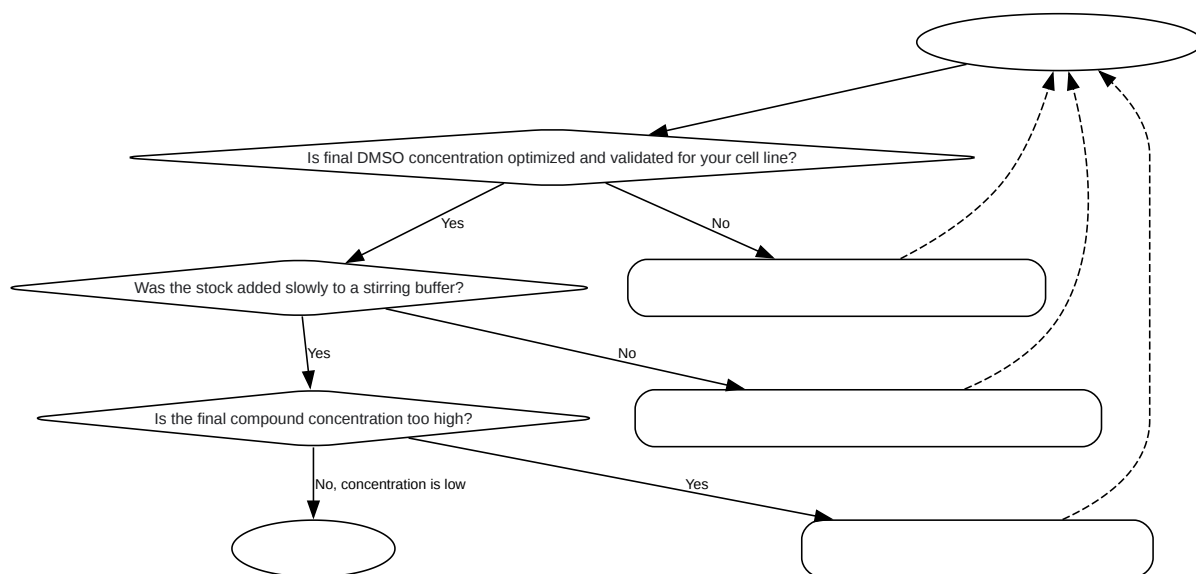 Is final DMSO concentration optimized and validated for your cell line?
Yes
No
Was the stock added slowly to a stirring buffer?
Yes
No
Is the final compound concentration too high?
No, concentration is low
Yes